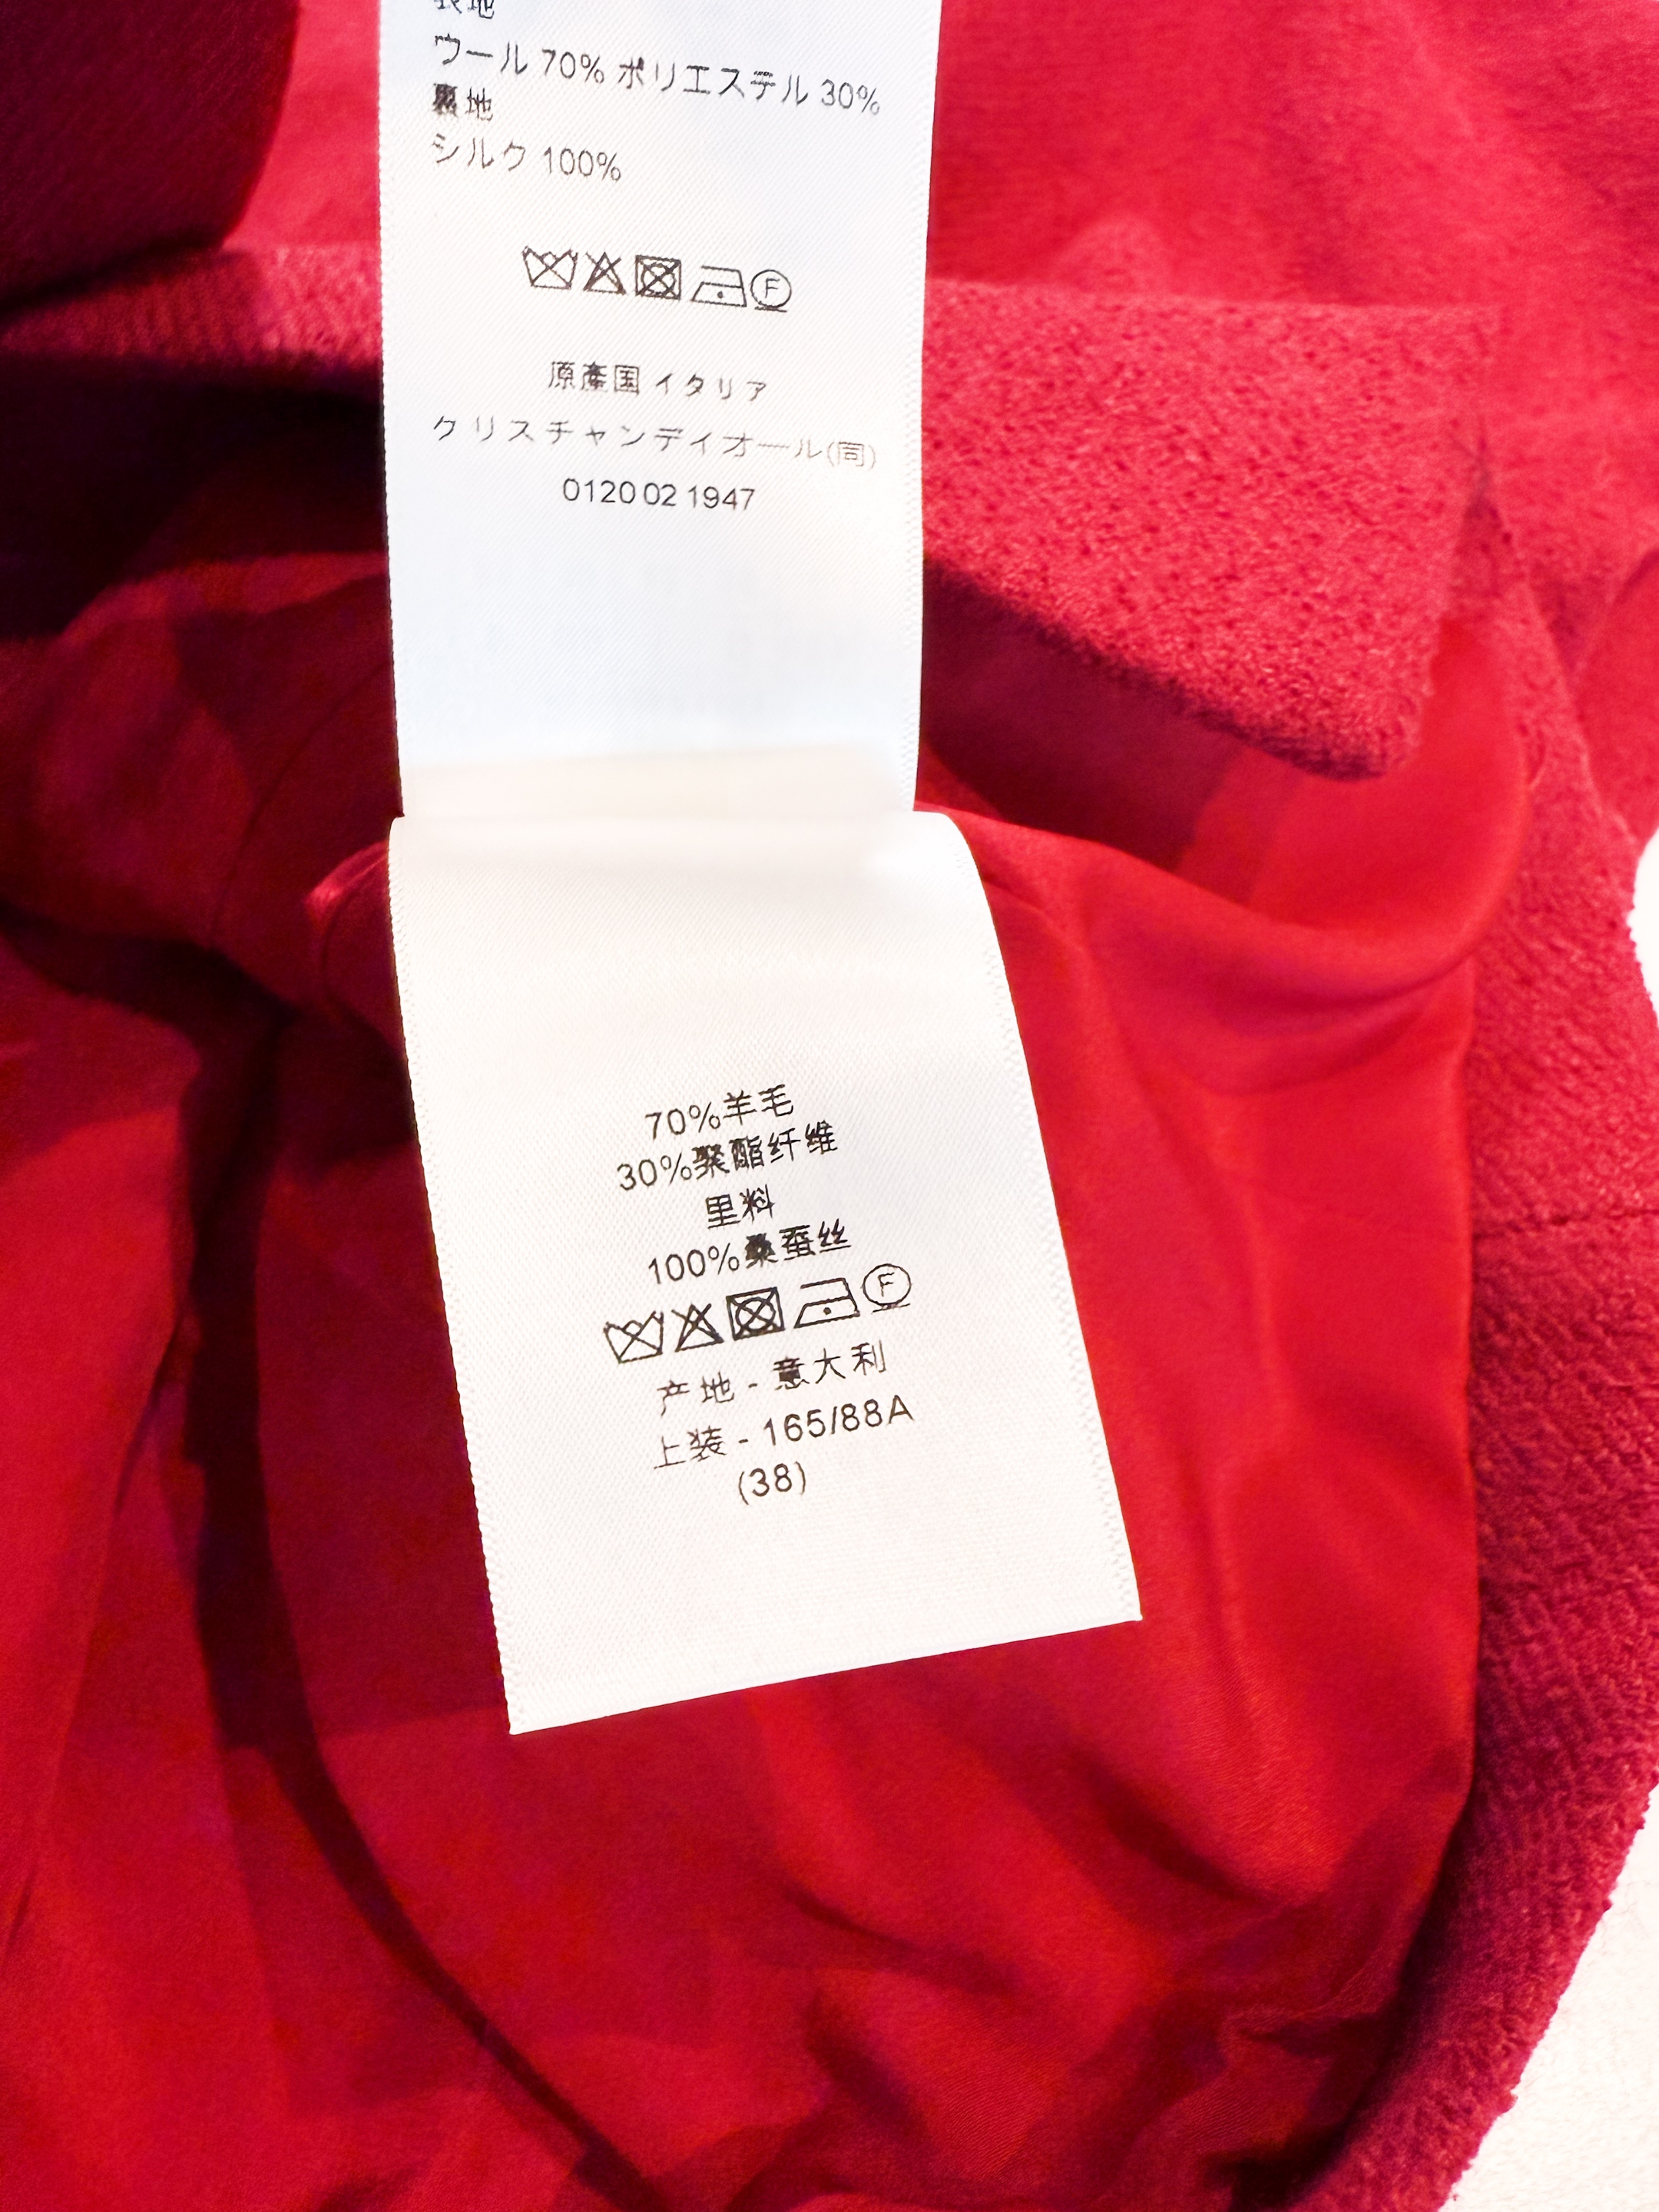 表地
ウール 70% ポリエステル 30%
裏地
シルク 100%
F
原産国 イタリア
クリスチャンディオール(同)
0120 02 1947
70%羊毛
30%聚酯纤维
里料
100%桑蚕丝
F
产地 - 意大利
上装 - 165/88A
(38)